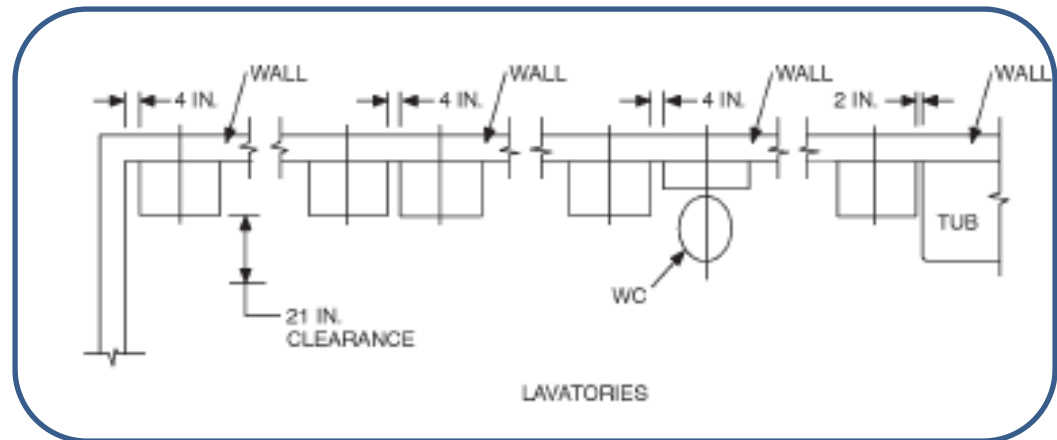 WALL
WALL
WALL
WALL
4 IN.
4 IN.
4 IN.
2 IN.
TUB
WC
21 IN.
CLEARANCE
LAVATORIES